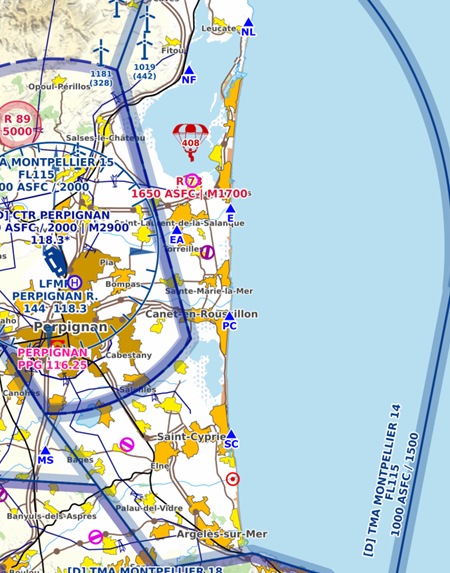 Leucate
NL
Fitou
1019
(442)
1181
(328)
NF
Opoul-Périllos
R 89
5000
Salses-le-Château
408
A MONTPELLIER 15
FL115
00 ASFC / 2000
1650 ASFC / M1700
D] CTR PERPIGNAN
ASFC / 2000 | M2900
118.3*
E
Saint-Laurent-de-la-Salanque
EA
Torreilles
Pia
H
LFMP
PERPIGNAN R.
144° 118.3
Bompas
Sainte-Marie-la-Mer
Canet-en-Roussillon
PC
Perpignan
PERPIGNAN
PPG 116.25
Cabestany
Saleilles
Canohès
Saint-Cyprien
SC
MS
Bages
Elne
Palau-del-Vidre
Banyuls-dels-Aspres
Argelès-sur-Mer
[D] TMA MONTPELLIER 14
FL115
1000 ASFC / 1500
[D] TMA MONTPELLIER 18